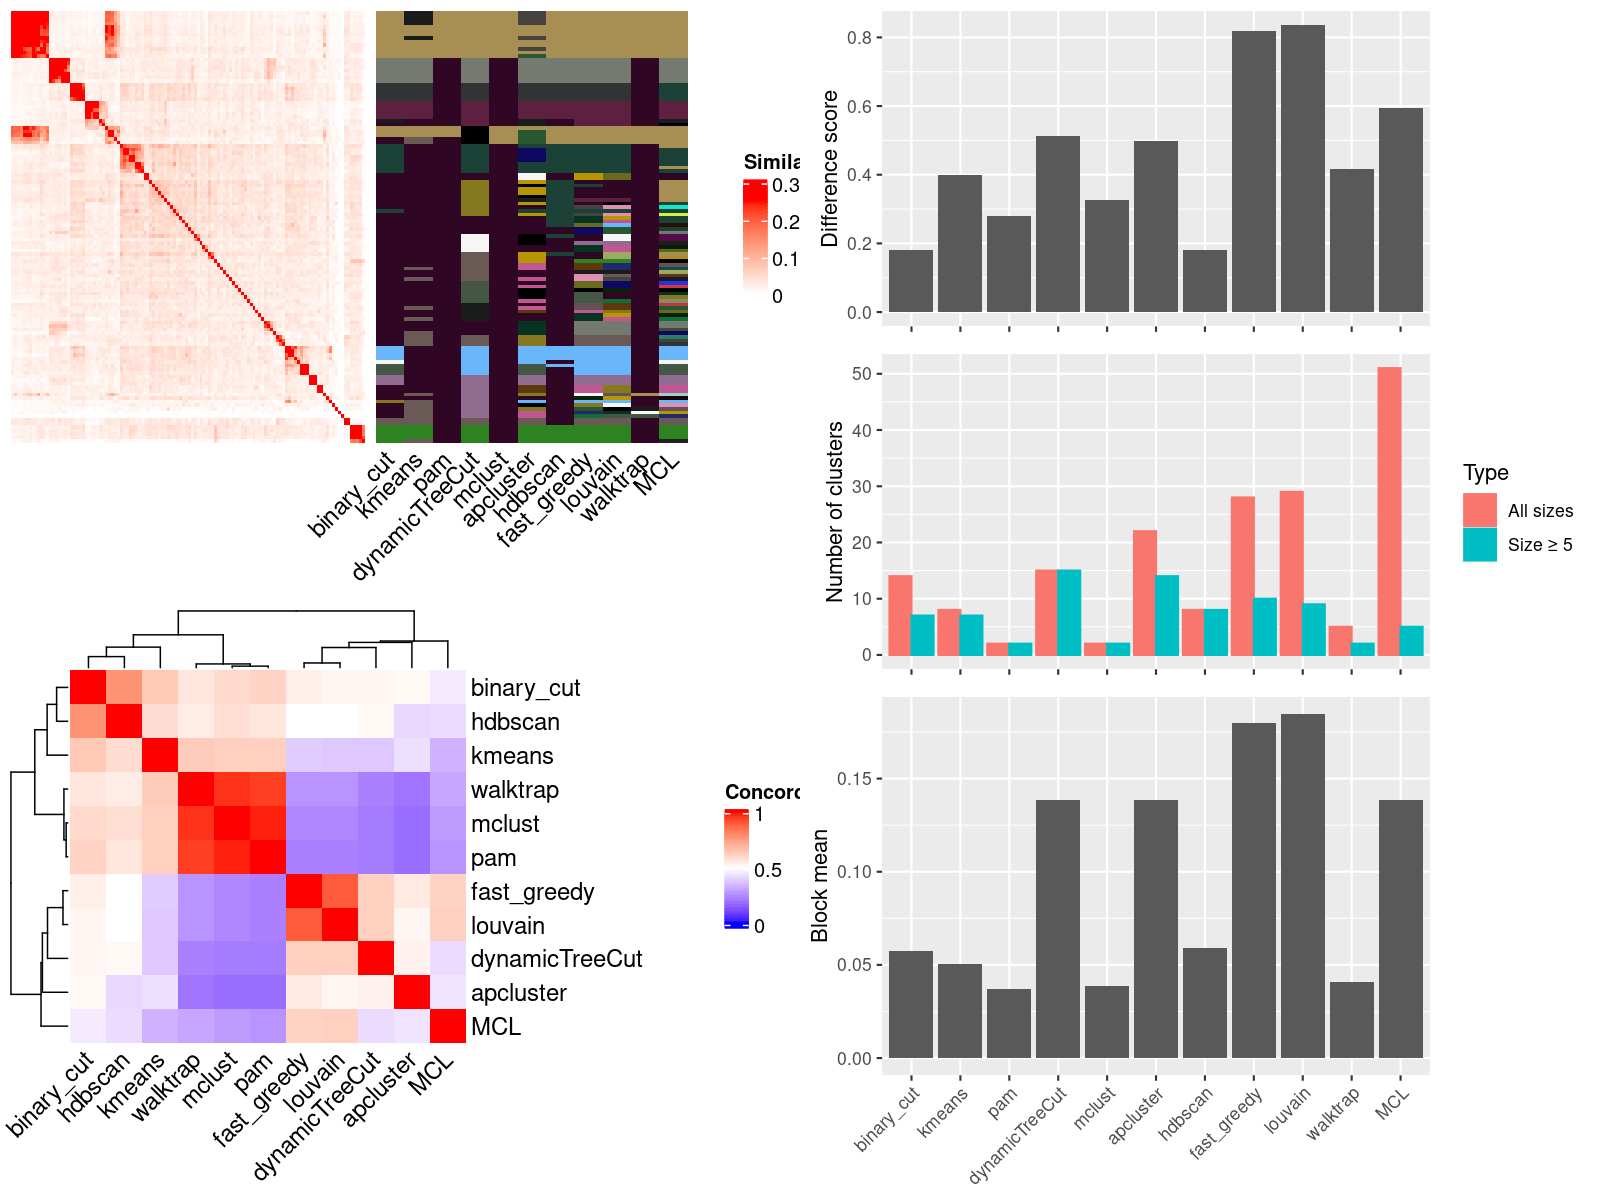 Simila
0.3
0.2
0.1
0
binary_cut
kmeans
pam
dynamicTreeCut
mclust
apcluster
hdbscan
fast_greedy
louvain
walktrap
MCL
Difference score
0.8
0.6
0.4
0.2
0.0
Number of clusters
50
40
30
20
10
0
Type
All sizes
Size ≥ 5
binary_cut
hdbscan
kmeans
walktrap
mclust
pam
fast_greedy
louvain
dynamicTreeCut
apcluster
MCL
binary_cut
hdbscan
kmeans
walktrap
mclust
pam
fast_greedy
louvain
dynamicTreeCut
apcluster
MCL
Concord
1
0.5
0
Block mean
0.15
0.10
0.05
0.00
binary_cut
kmeans
pam
dynamicTreeCut
mclust
apcluster
hdbscan
fast_greedy
louvain
walktrap
MCL